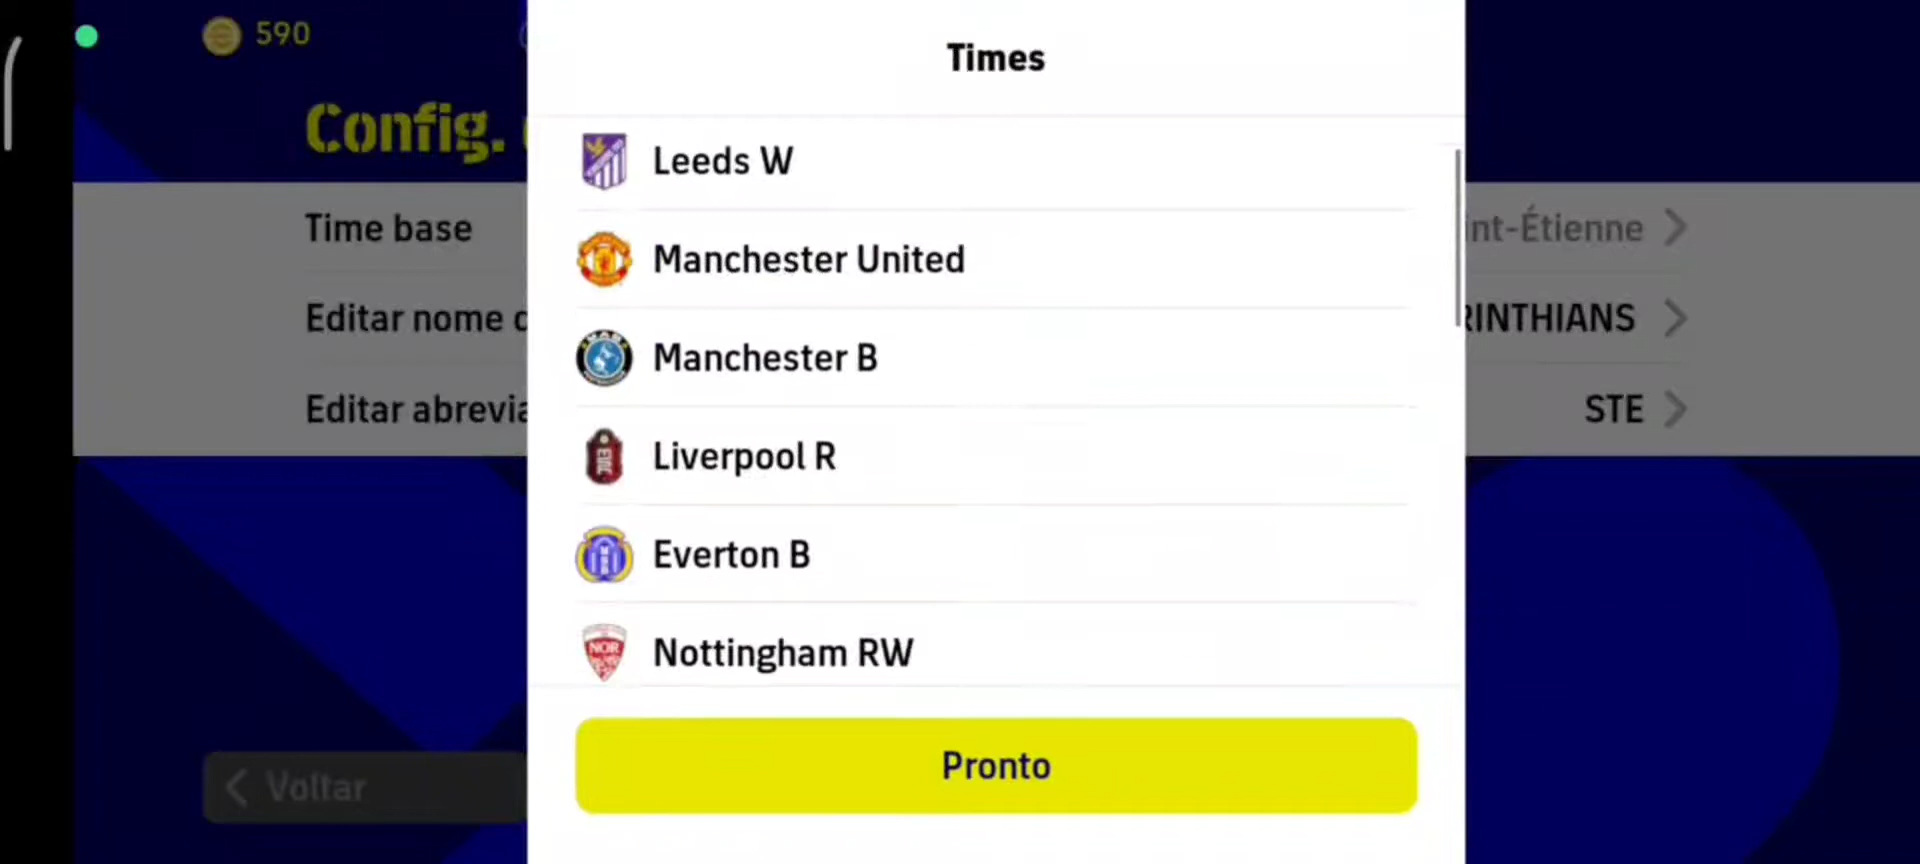 590
Times
Config.
Leeds W
Time base
int-Étienne
Manchester United
Editar nome
RINTHIANS
Manchester B
Editar abrevia
STE
Liverpool R
Everton B
NOR
Nottingham RW
Pronto
Voltar